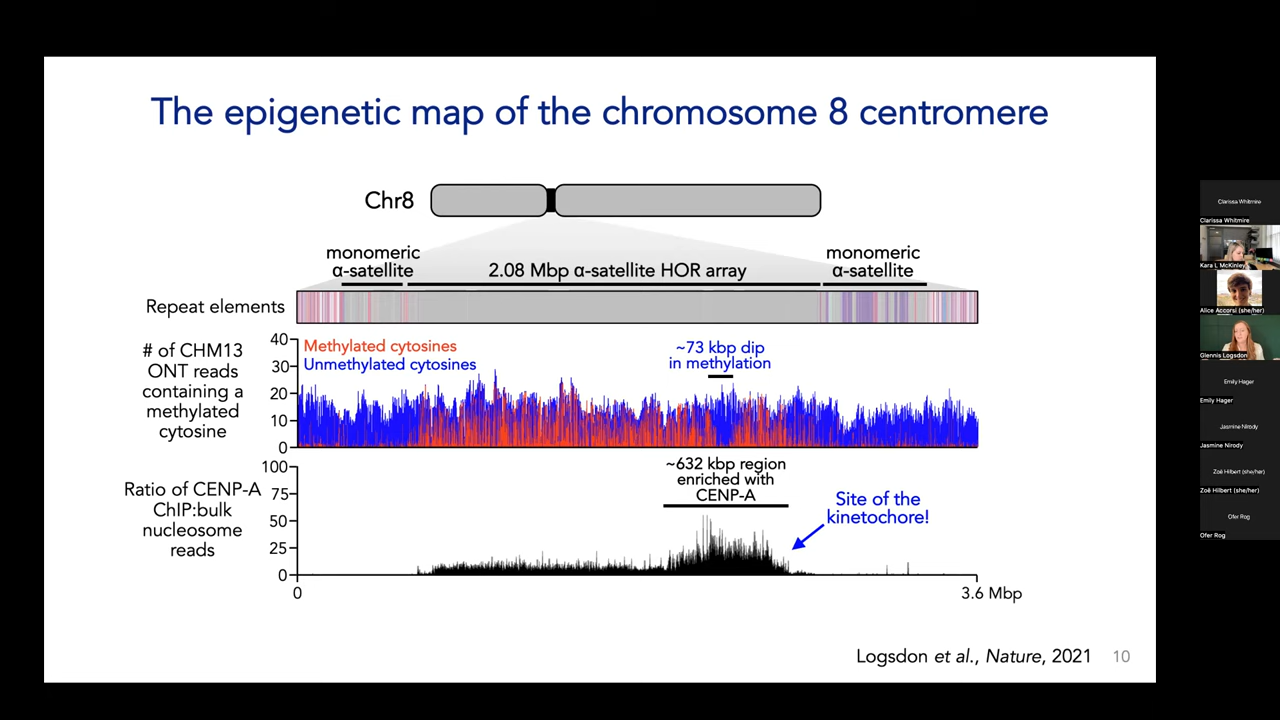 The epigenetic map of the chromosome 8 centromere
Chr8
monomeric
α-satellite
2.08 Mbp α-satellite HOR array
monomeric
α-satellite
Repeat elements
# of CHM13
ONT reads
containing a
methylated
cytosine
40
30
20
10
0
Methylated cytosines
Unmethylated cytosines
~73 kbp dip
in methylation
Ratio of CENP-A
ChIP:bulk
nucleosome
reads
100
75
50
25
0
~632 kbp region
enriched with
CENP-A
Site of the
kinetochore!
0
3.6 Mbp
Logsdon et al., Nature, 2021
10
Clarissa Whitmire
Clarissa Whitmire
Kara L McKinley
Alice Accorsi (she/her)
Glennis Logsdon
Emily Hager
Emily Hager
Jasmine Nirody
Jasmine Nirody
Zoë Hilbert (she/her)
Zoë Hilbert (she/her)
Ofer Rog
Ofer Rog